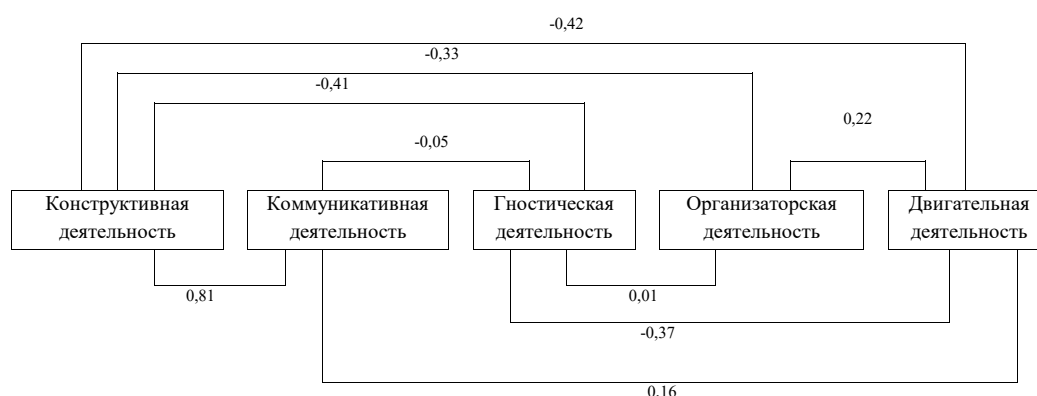 -0,42
-0,33
-0,41
0,22
-0,05
Конструктивная
деятельность
Коммуникативная
деятельность
Гностическая
деятельность
Организаторская
деятельность
Двигательная
деятельность
0,81
0,01
-0,37
0,16